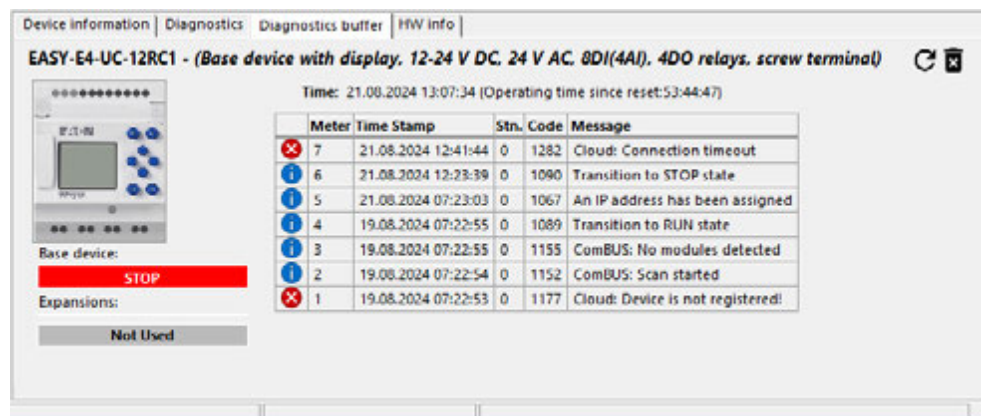 Device information Diagnostics Diagnostics buffer HW info
EASY-E4-UC-12RC1 - (Base device with display, 12-24 V DC, 24 V AC, 8DI(4AI), 4DO relays, screw terminal)
Time: 21.08.2024 13:07:34 (Operating time since reset:53:44:47)
Meter Time Stamp Stn. Code Message
7 21.08.2024 12:41:44 0 1282 Cloud: Connection timeout
6 21.08.2024 12:23:39 0 1090 Transition to STOP state
5 21.08.2024 07:23:03 0 1067 An IP address has been assigned
4 19.08.2024 07:22:55 0 1089 Transition to RUN state
3 19.08.2024 07:22:55 0 1155 ComBUS: No modules detected
2 19.08.2024 07:22:54 0 1152 ComBUS: Scan started
1 19.08.2024 07:22:53 0 1177 Cloud: Device is not registered!
Base device:
STOP
Expansions:
Not Used